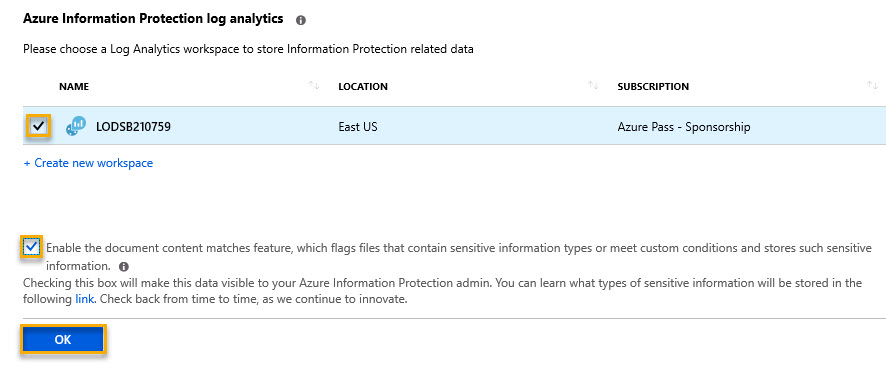 Azure Information Protection log analytics
Please choose a Log Analytics workspace to store Information Protection related data
NAME LOCATION SUBSCRIPTION
LODSB210759 East US Azure Pass - Sponsorship
+ Create new workspace
Enable the document content matches feature, which flags files that contain sensitive information types or meet custom conditions and stores such sensitive
information.
Checking this box will make this data visible to your Azure Information Protection admin. You can learn what types of sensitive information will be stored in the
following link. Check back from time to time, as we continue to innovate.
OK